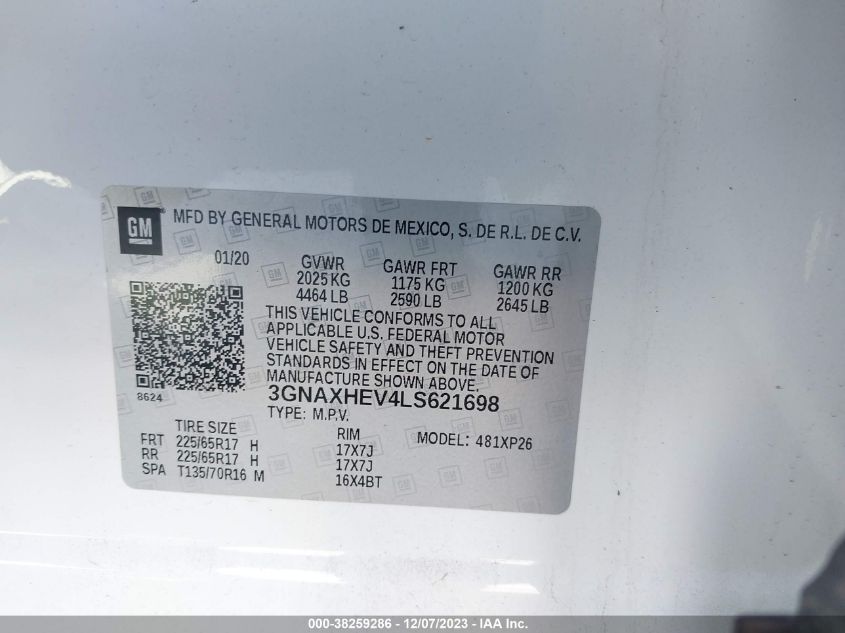 GM
MFD BY GENERAL MOTORS DE MEXICO, S. DE R.L. DE C.V.
01/20 GVWR GAWR FRT GAWR RR
2025 KG 1175 KG 1200 KG
4464 LB 2590 LB 2645 LB
THIS VEHICLE CONFORMS TO ALL
APPLICABLE U.S. FEDERAL MOTOR
VEHICLE SAFETY AND THEFT PREVENTION
STANDARDS IN EFFECT ON THE DATE OF
MANUFACTURE SHOWN ABOVE.
8624
3GNAXHEV4LS621698
TYPE: M.P.V.
TIRE SIZE RIM MODEL: 481XP26
FRT 225/65R17 H 17X7J
RR 225/65R17 H 17X7J
SPA T135/70R16 M 16X4BT
000-38259286 - 12/07/2023 - 481 - Scn.